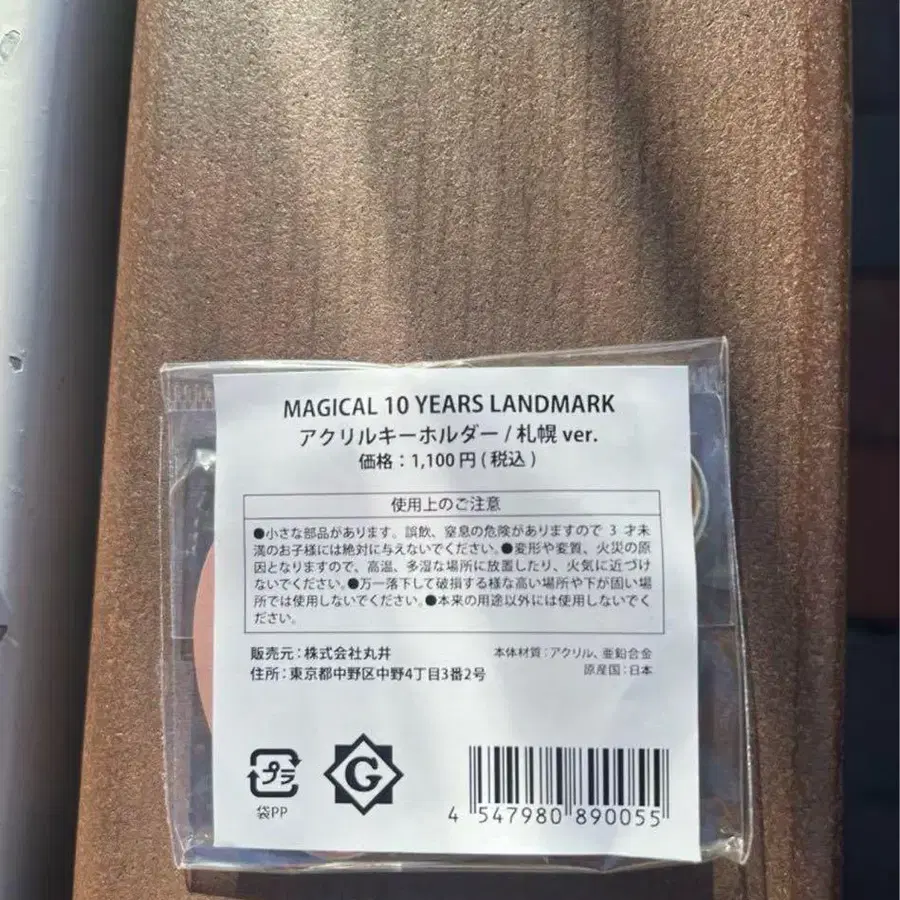 MAGICAL 10 YEARS LANDMARK
アクリルキーホルダー / 札幌 ver.
価格：1,100円 (税込)
使用上のご注意
●小さな部品があります。誤飲、窒息の危険がありますので 3 才未
満のお子様には絶対に与えないでください。●変形や変質、火災の原
因となりますので、高温、多湿な場所に放置したり、火気に近づけ
ないでください。●万一落下して破損する様な高い場所や下が固い場
所では使用しないでください。●本来の用途以外には使用しないでく
ださい。
販売元：株式会社丸井
住所：東京都中野区中野4丁目3番2号
本体材質：アクリル、亜鉛合金
原産国：日本
プラ
袋PP
G
4 547980 890055